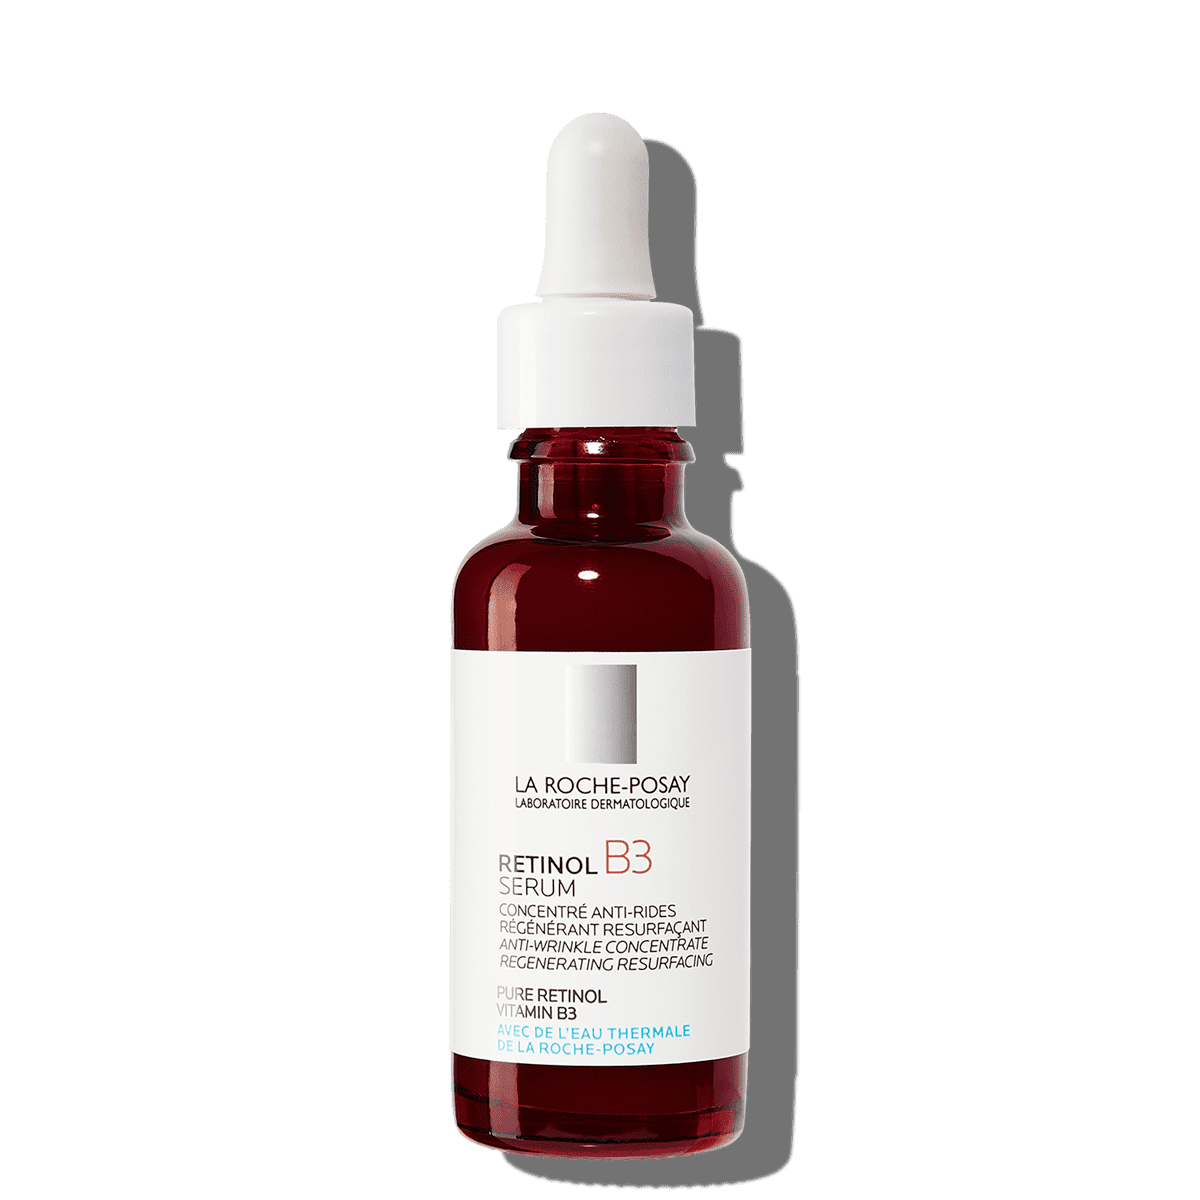 LA ROCHE-POSAY
LABORATOIRE DERMATOLOGIQUE
RETINOL B3
SERUM
CONCENTRÉ ANTI-RIDES
RÉGÉNÉRANT RESURFAÇANT
ANTI-WRINKLE CONCENTRATE
REGENERATING RESURFACING
PURE RETINOL
VITAMIN B3
AVEC DE L'EAU THERMALE
DE LA ROCHE-POSAY